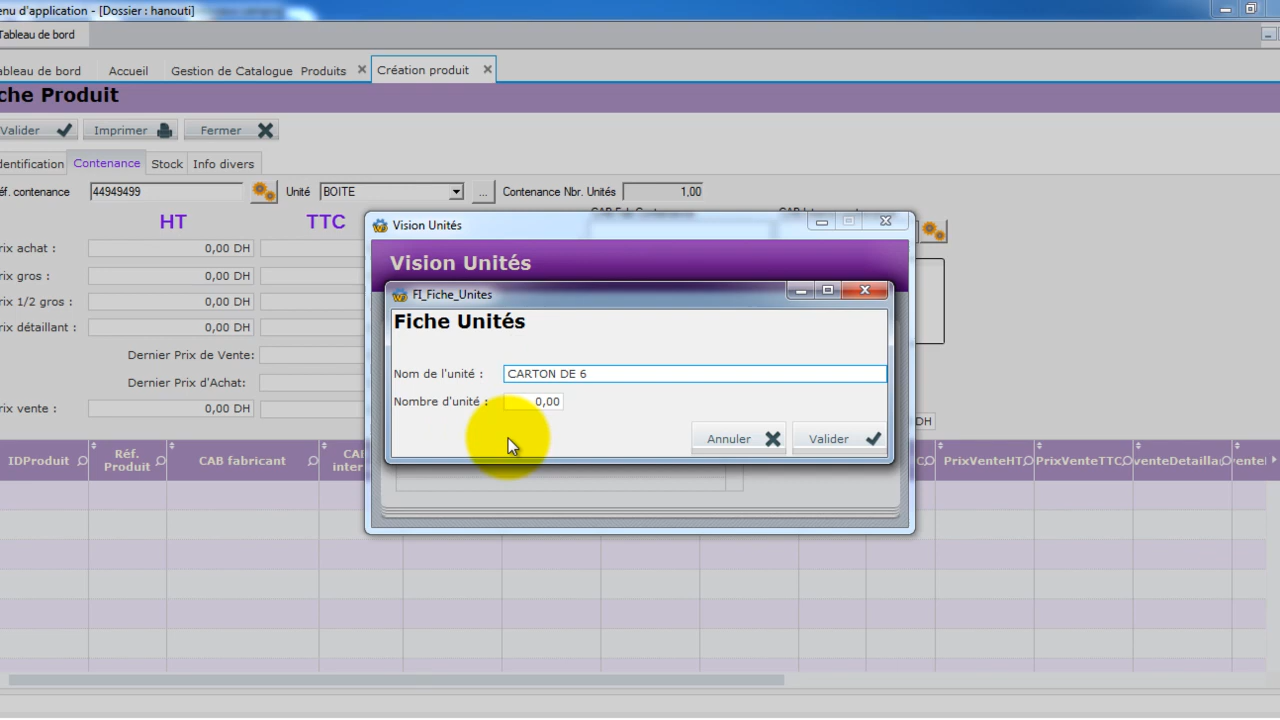 enu d'application - [Dossier : hanouti]
Tableau de bord
ableau de bord Accueil Gestion de Catalogue Produits Création produit
che Produit
Valider Imprimer Fermer
dentification Contenance Stock Info divers
éf. contenance 44949499 Unité BOITE ... Contenance Nbr. Unités 1,00
HT TTC
rix achat : 0,00 DH
rix gros : 0,00 DH
rix 1/2 gros : 0,00 DH
rix détaillant : 0,00 DH
Dernier Prix de Vente:
Dernier Prix d'Achat:
rix vente : 0,00 DH
DH
Vision Unités
Vision Unités
FI_Fiche_Unites
Fiche Unités
Nom de l'unité : CARTON DE 6
Nombre d'unité : 0,00
Annuler Valider
IDProduit Réf. Produit CAB fabricant CAB inter PrixVenteHT PrixVenteTTC venteDetailla